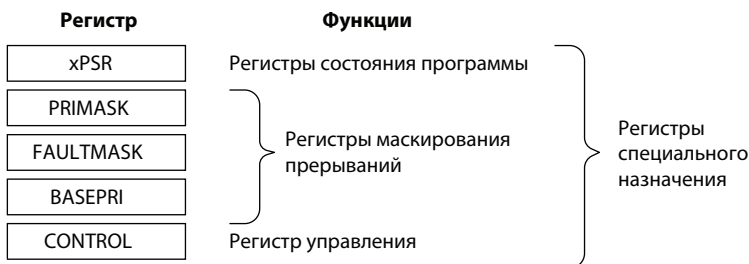 Регистр Функции
xPSR Регистры состояния программы
PRIMASK
Регистры маскирования
прерываний
FAULTMASK
BASEPRI
CONTROL Регистр управления
Регистры
специального
назначения